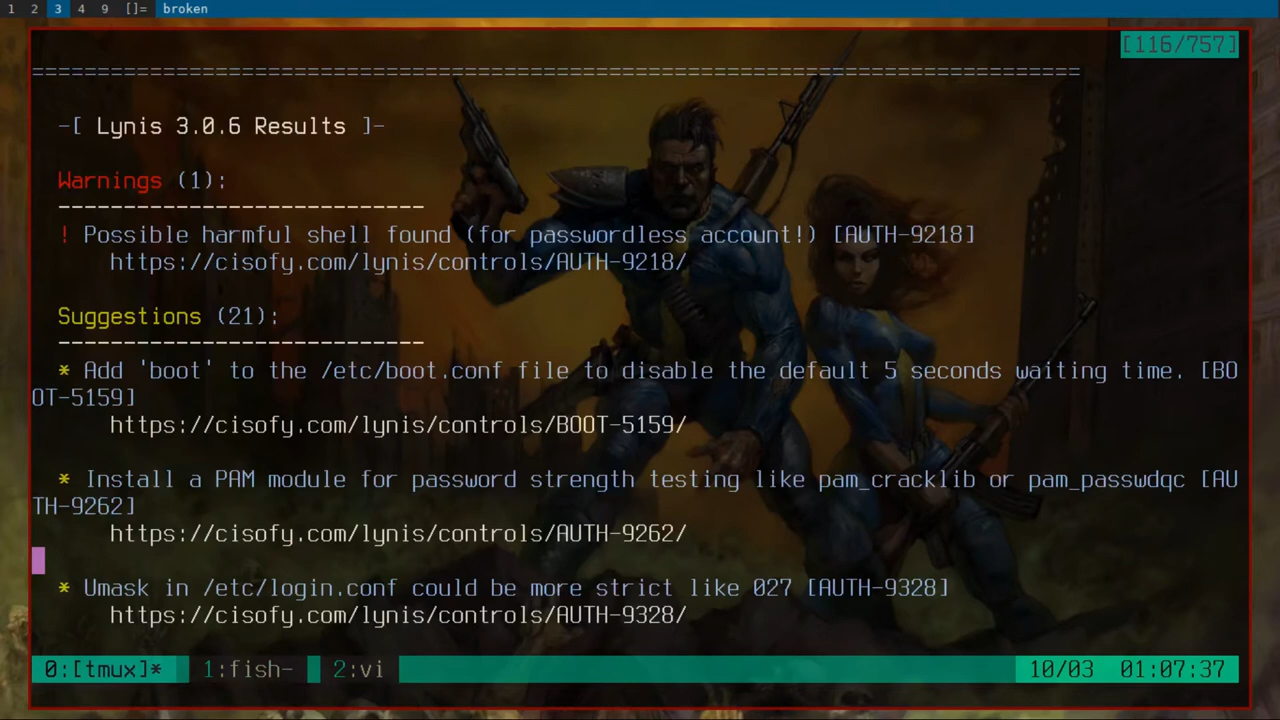 1 2 3 4 9 []= broken
[116/757]
================================================================================
-[ Lynis 3.0.6 Results ]-
Warnings (1):
----------------------------
! Possible harmful shell found (for passwordless account!) [AUTH-9218]
https://cisofy.com/lynis/controls/AUTH-9218/
Suggestions (21):
----------------------------
* Add 'boot' to the /etc/boot.conf file to disable the default 5 seconds waiting time. [BO
OT-5159]
https://cisofy.com/lynis/controls/BOOT-5159/
* Install a PAM module for password strength testing like pam_cracklib or pam_passwdqc [AU
TH-9262]
https://cisofy.com/lynis/controls/AUTH-9262/
* Umask in /etc/login.conf could be more strict like 027 [AUTH-9328]
https://cisofy.com/lynis/controls/AUTH-9328/
0:[tmux]* 1:fish- 2:vi 10/03 01:07:37